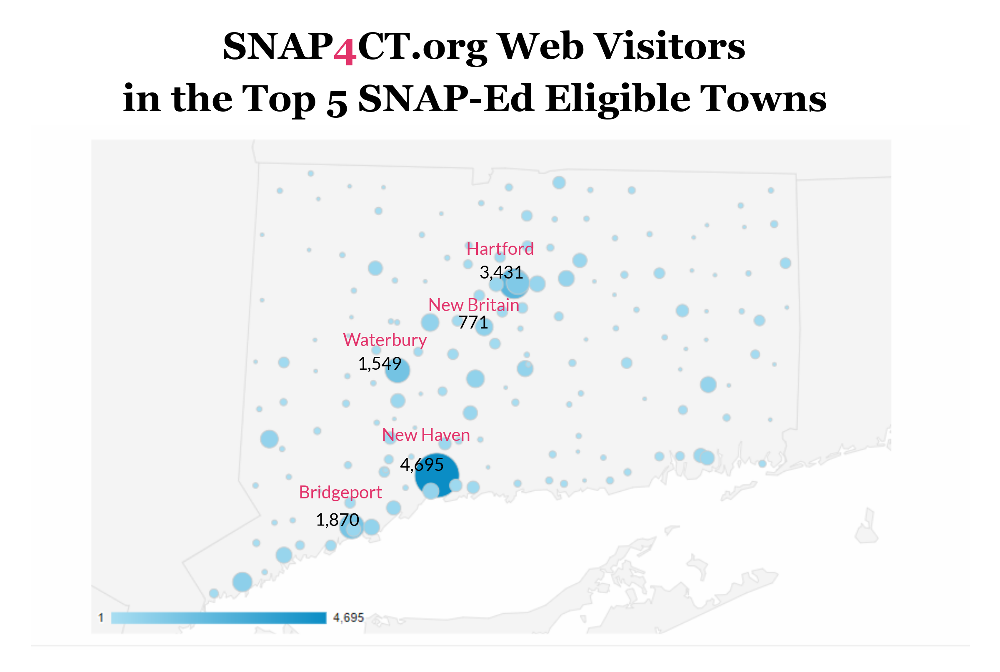 SNAP4CT.org Web Visitors
in the Top 5 SNAP-Ed Eligible Towns
Hartford
3,431
New Britain
771
Waterbury
1,549
New Haven
4,695
Bridgeport
1,870
1 4,695